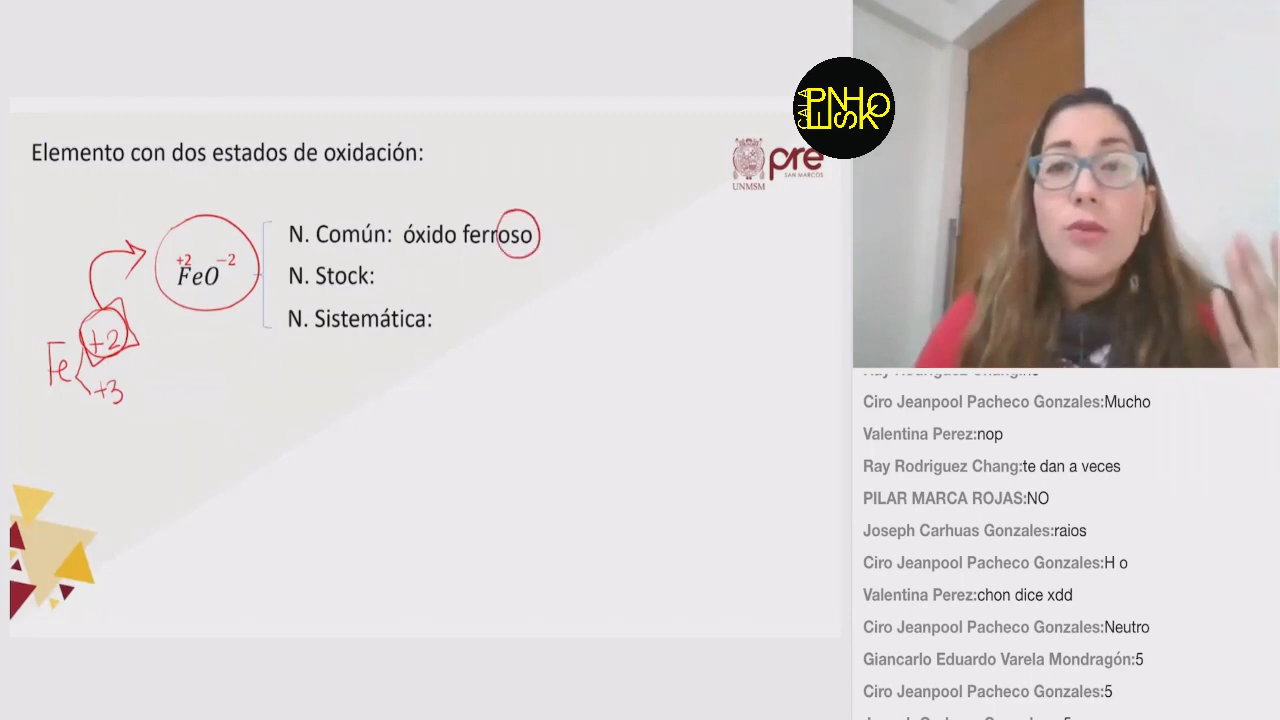 Elemento con dos estados de oxidación:
UNMSM
pre
SAN MARCOS
CALA
PNHO
ESK
+2 −2
FeO
N. Común: óxido ferroso
N. Stock:
N. Sistemática:
Fe
+2
+3
Ciro Jeanpool Pacheco Gonzales:Mucho
Valentina Perez:nop
Ray Rodriguez Chang:te dan a veces
PILAR MARCA ROJAS:NO
Joseph Carhuas Gonzales:raios
Ciro Jeanpool Pacheco Gonzales:H o
Valentina Perez:chon dice xdd
Ciro Jeanpool Pacheco Gonzales:Neutro
Giancarlo Eduardo Varela Mondragón:5
Ciro Jeanpool Pacheco Gonzales:5